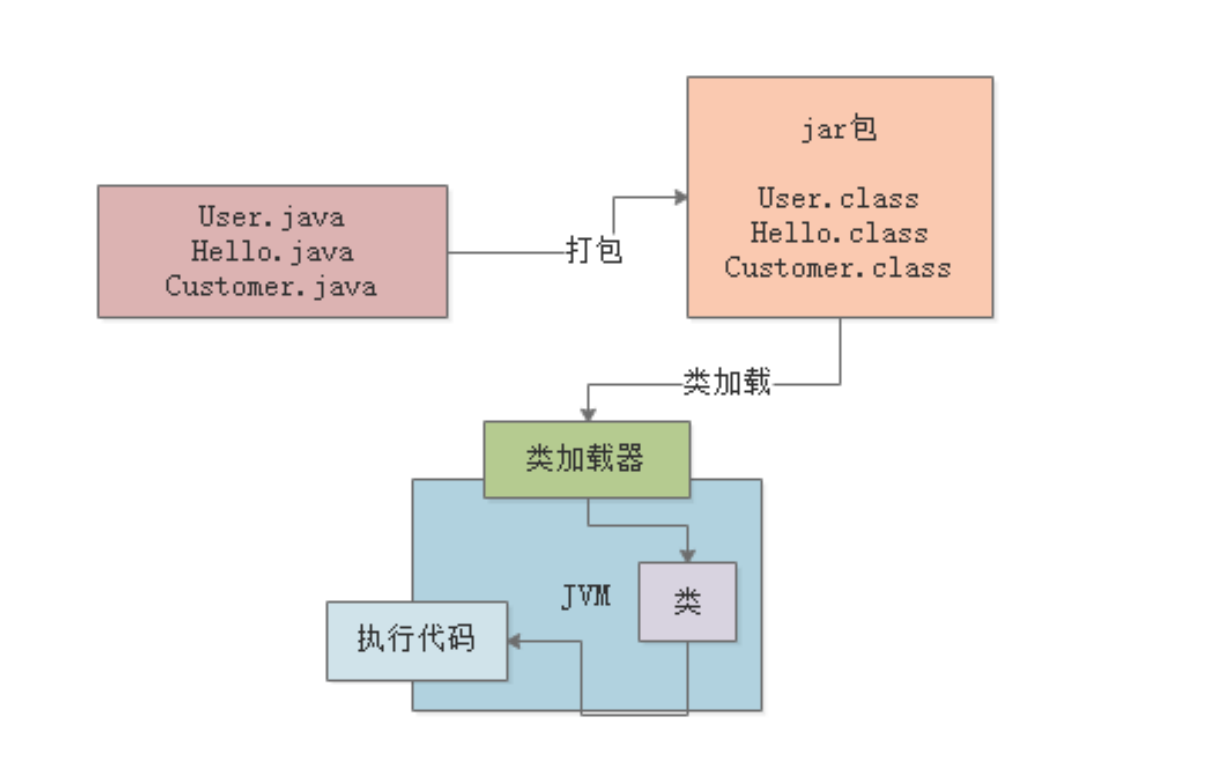 User.java
Hello.java
Customer.java
打包
jar包
User.class
Hello.class
Customer.class
类加载
类加载器
JVM
类
执行代码